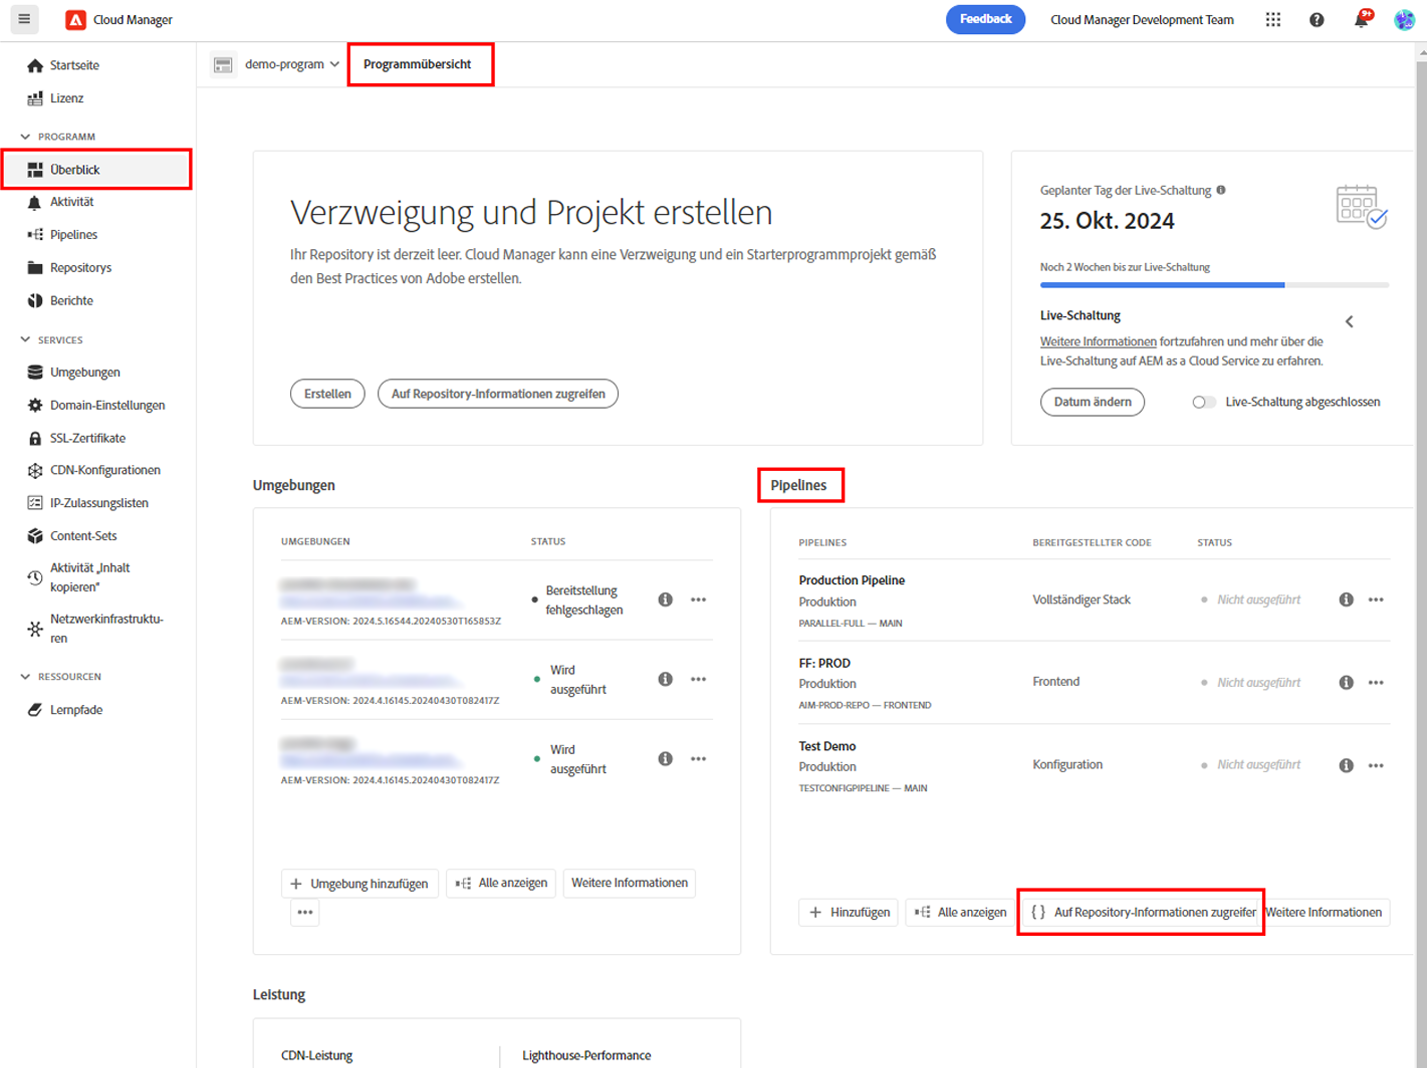 Cloud Manager
Feedback
Cloud Manager Development Team
9+
Startseite
Lizenz
PROGRAMM
Überblick
Aktivität
Pipelines
Repositorys
Berichte
SERVICES
Umgebungen
Domain-Einstellungen
SSL-Zertifikate
CDN-Konfigurationen
IP-Zulassungslisten
Content-Sets
Aktivität „Inhalt
kopieren“
Netzwerkinfrastruktu-
ren
RESSOURCEN
Lernpfade
demo-program
Programmübersicht
Verzweigung und Projekt erstellen
Ihr Repository ist derzeit leer. Cloud Manager kann eine Verzweigung und ein Starterprogrammprojekt gemäß
den Best Practices von Adobe erstellen.
Erstellen
Auf Repository-Informationen zugreifen
Geplanter Tag der Live-Schaltung
25. Okt. 2024
Noch 2 Wochen bis zur Live-Schaltung
Live-Schaltung
Weitere Informationen fortzufahren und mehr über die
Live-Schaltung auf AEM as a Cloud Service zu erfahren.
Datum ändern
Live-Schaltung abgeschlossen
Umgebungen
UMGEBUNGEN STATUS
Bereitstellung
fehlgeschlagen
AEM-VERSION: 2024.5.16544.20240530T165853Z
Wird
ausgeführt
AEM-VERSION: 2024.4.16145.20240430T082417Z
Wird
ausgeführt
AEM-VERSION: 2024.4.16145.20240430T082417Z
Umgebung hinzufügen
Alle anzeigen
Weitere Informationen
Pipelines
PIPELINES BEREITGESTELLTER CODE STATUS
Production Pipeline
Produktion Vollständiger Stack Nicht ausgeführt
PARALLEL-FULL — MAIN
FF: PROD
Produktion Frontend Nicht ausgeführt
AIM-PROD-REPO — FRONTEND
Test Demo
Produktion Konfiguration Nicht ausgeführt
TESTCONFIGPIPELINE — MAIN
Hinzufügen
Alle anzeigen
{ } Auf Repository-Informationen zugreifen
Weitere Informationen
Leistung
CDN-Leistung
Lighthouse-Performance